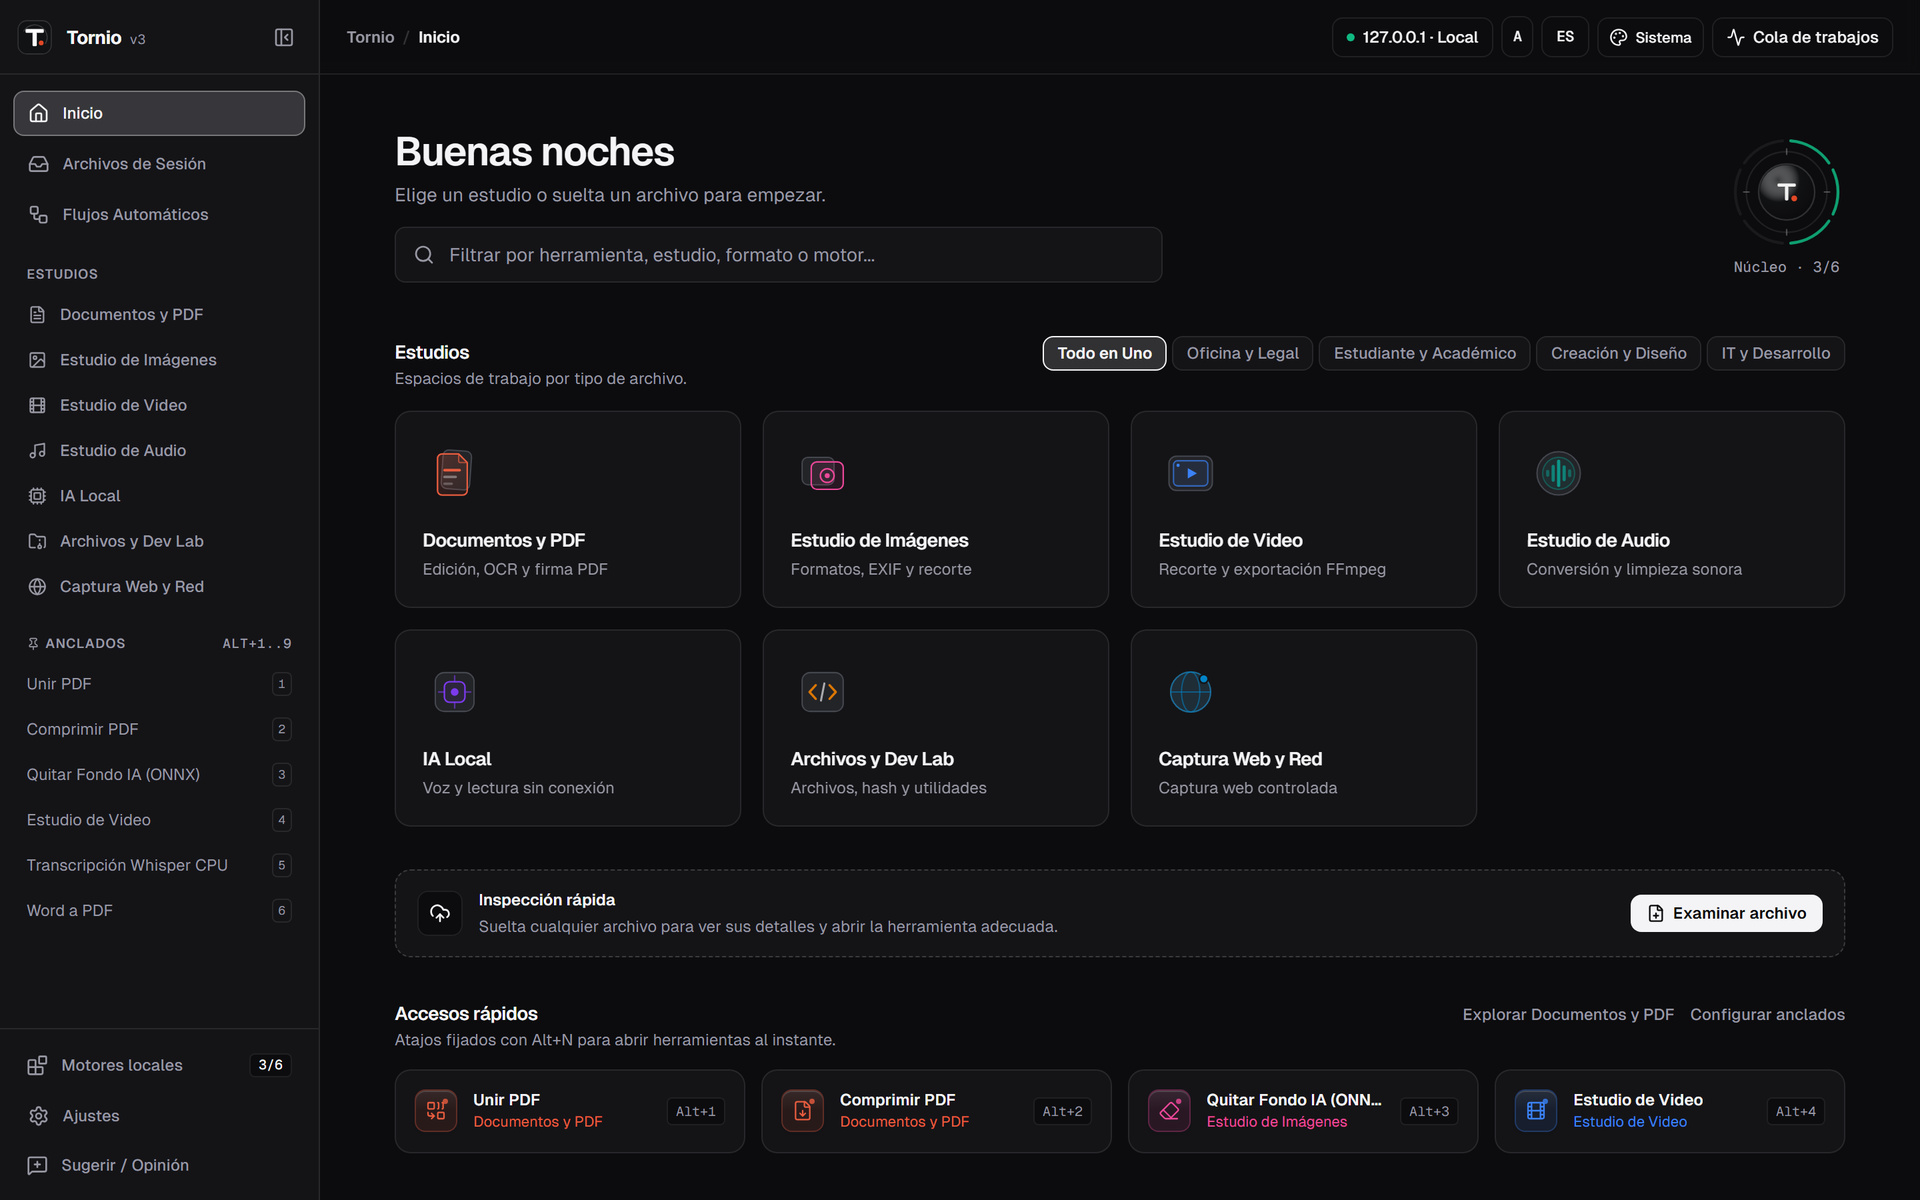 T. Tornio v3
Inicio
Archivos de Sesión
Flujos Automáticos
ESTUDIOS
Documentos y PDF
Estudio de Imágenes
Estudio de Video
Estudio de Audio
IA Local
Archivos y Dev Lab
Captura Web y Red
ANCLADOS ALT+1..9
Unir PDF 1
Comprimir PDF 2
Quitar Fondo IA (ONNX) 3
Estudio de Video 4
Transcripción Whisper CPU 5
Word a PDF 6
Motores locales 3/6
Ajustes
Sugerir / Opinión
Tornio / Inicio
127.0.0.1 · Local A ES Sistema Cola de trabajos
Buenas noches
Elige un estudio o suelta un archivo para empezar.
Filtrar por herramienta, estudio, formato o motor...
T.
Núcleo · 3/6
Estudios
Espacios de trabajo por tipo de archivo.
Todo en Uno Oficina y Legal Estudiante y Académico Creación y Diseño IT y Desarrollo
Documentos y PDF
Edición, OCR y firma PDF
Estudio de Imágenes
Formatos, EXIF y recorte
Estudio de Video
Recorte y exportación FFmpeg
Estudio de Audio
Conversión y limpieza sonora
IA Local
Voz y lectura sin conexión
Archivos y Dev Lab
Archivos, hash y utilidades
Captura Web y Red
Captura web controlada
Inspección rápida
Suelta cualquier archivo para ver sus detalles y abrir la herramienta adecuada.
Examinar archivo
Accesos rápidos
Atajos fijados con Alt+N para abrir herramientas al instante.
Explorar Documentos y PDF Configurar anclados
Unir PDF
Documentos y PDF
Alt+1
Comprimir PDF
Documentos y PDF
Alt+2
Quitar Fondo IA (ONN...
Estudio de Imágenes
Alt+3
Estudio de Video
Estudio de Video
Alt+4